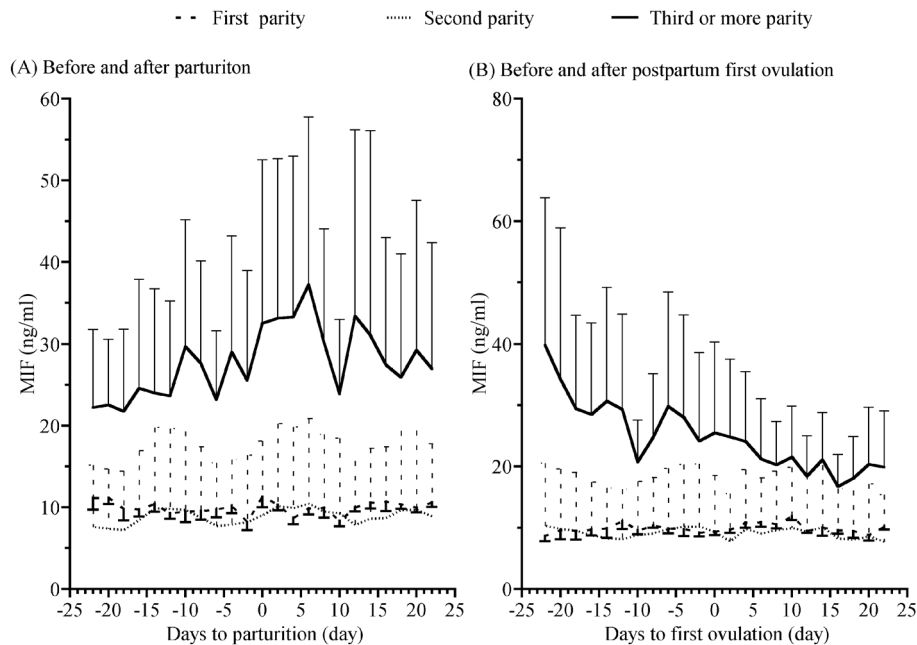 First parity Second parity Third or more parity
(A) Before and after parturiton
(B) Before and after postpartum first ovulation
60
50
40
30
20
10
0
MIF (ng/ml)
-25 -20 -15 -10 -5 0 5 10 15 20 25
Days to parturition (day)
80
60
40
20
0
MIF (ng/ml)
-25 -20 -15 -10 -5 0 5 10 15 20 25
Days to first ovulation (day)